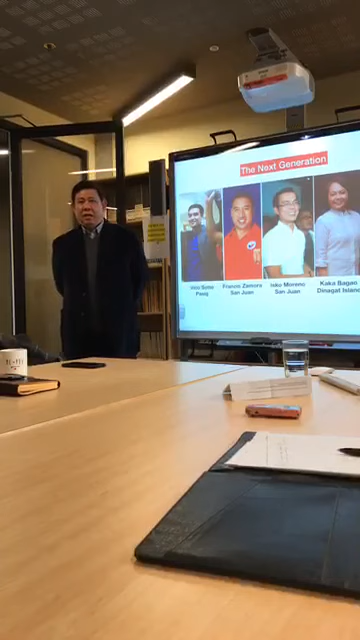 The Next Generation
Vico Sotto
Pasig
Francis Zamora
San Juan
Isko Moreno
San Juan
Kaka Bagao
Dinagat Island